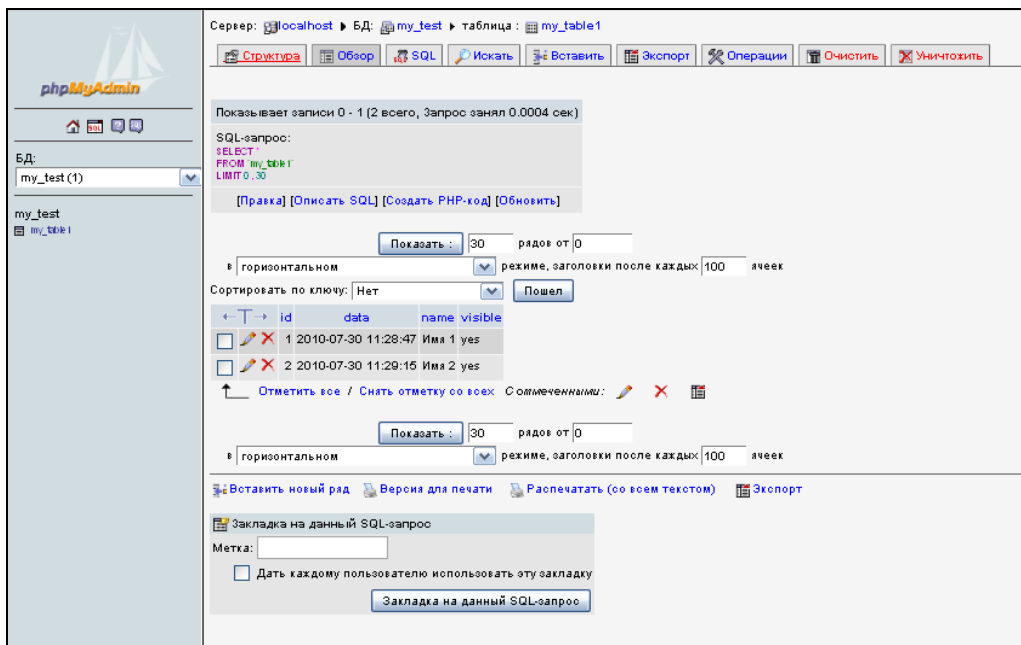 phpMyAdmin
БД:
my_test (1)
my_test
my_table1
Сервер: localhost БД: my_test таблица : my_table1
Структура Обзор SQL Искать Вставить Экспорт Операции Очистить Уничтожить
Показывает записи 0 - 1 (2 всего, Запрос занял 0.0004 сек)
SQL-запрос:
SELECT *
FROM `my_table1`
LIMIT 0 , 30
[Правка] [Описать SQL] [Создать PHP-код] [Обновить]
Показать : 30 рядов от 0
в горизонтальном режиме, заголовки после каждых 100 ячеек
Сортировать по ключу: Нет Пошел
←T→ id data name visible
1 2010-07-30 11:28:47 Имя 1 yes
2 2010-07-30 11:29:15 Имя 2 yes
Отметить все / Снять отметку со всех С отмеченными:
Показать : 30 рядов от 0
в горизонтальном режиме, заголовки после каждых 100 ячеек
Вставить новый ряд Версия для печати Распечатать (со всем текстом) Экспорт
Закладка на данный SQL-запрос
Метка:
Дать каждому пользователю использовать эту закладку
Закладка на данный SQL-запрос